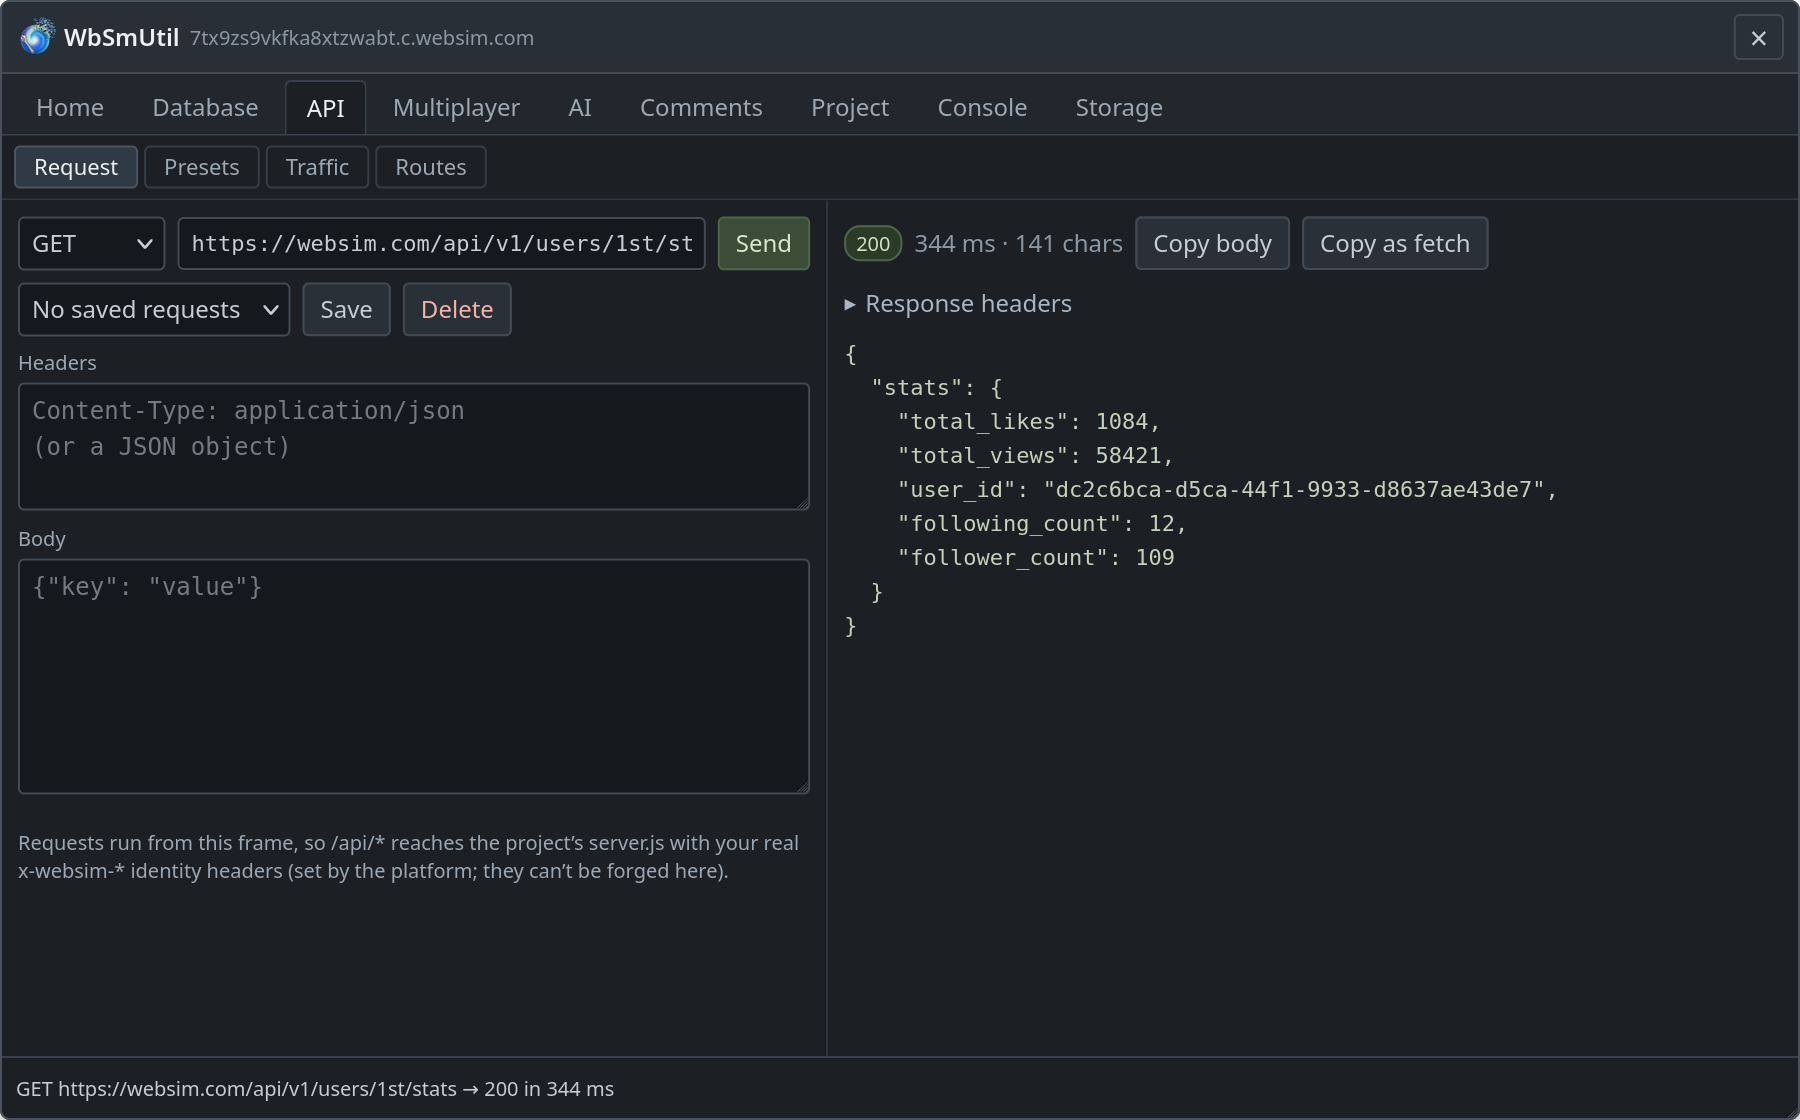 WbSmUtil 7tx9zs9vkfka8xtzwabt.c.websim.com ×
Home Database API Multiplayer AI Comments Project Console Storage
Request Presets Traffic Routes
GET https://websim.com/api/v1/users/1st/st Send
No saved requests Save Delete
Headers
Content-Type: application/json
(or a JSON object)
Body
{"key": "value"}
Requests run from this frame, so /api/* reaches the project’s server.js with your real
x-websim-* identity headers (set by the platform; they can’t be forged here).
200 344 ms · 141 chars Copy body Copy as fetch
▸ Response headers
{
  "stats": {
    "total_likes": 1084,
    "total_views": 58421,
    "user_id": "dc2c6bca-d5ca-44f1-9933-d8637ae43de7",
    "following_count": 12,
    "follower_count": 109
  }
}
GET https://websim.com/api/v1/users/1st/stats → 200 in 344 ms